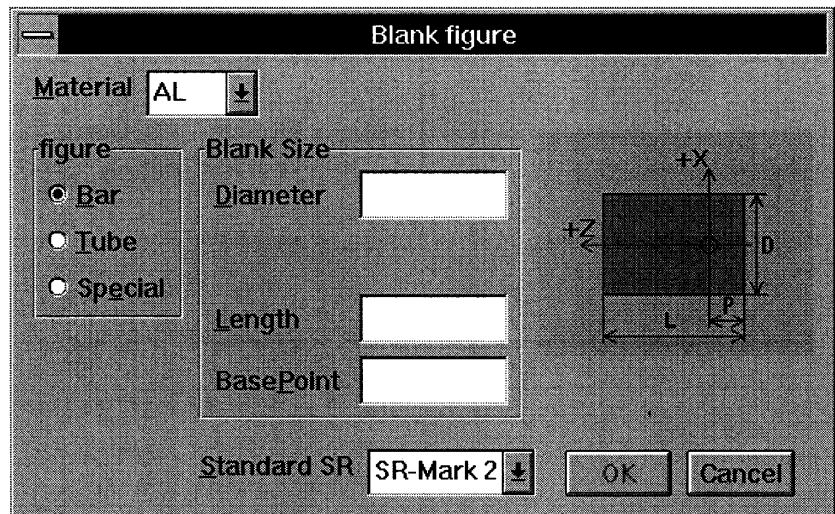 Blank figure
Material AL
figure
Bar
Tube
Special
Blank Size
Diameter
Length
BasePoint
+X
+Z
D
P
L
Standard SR SR-Mark 2
OK Cancel